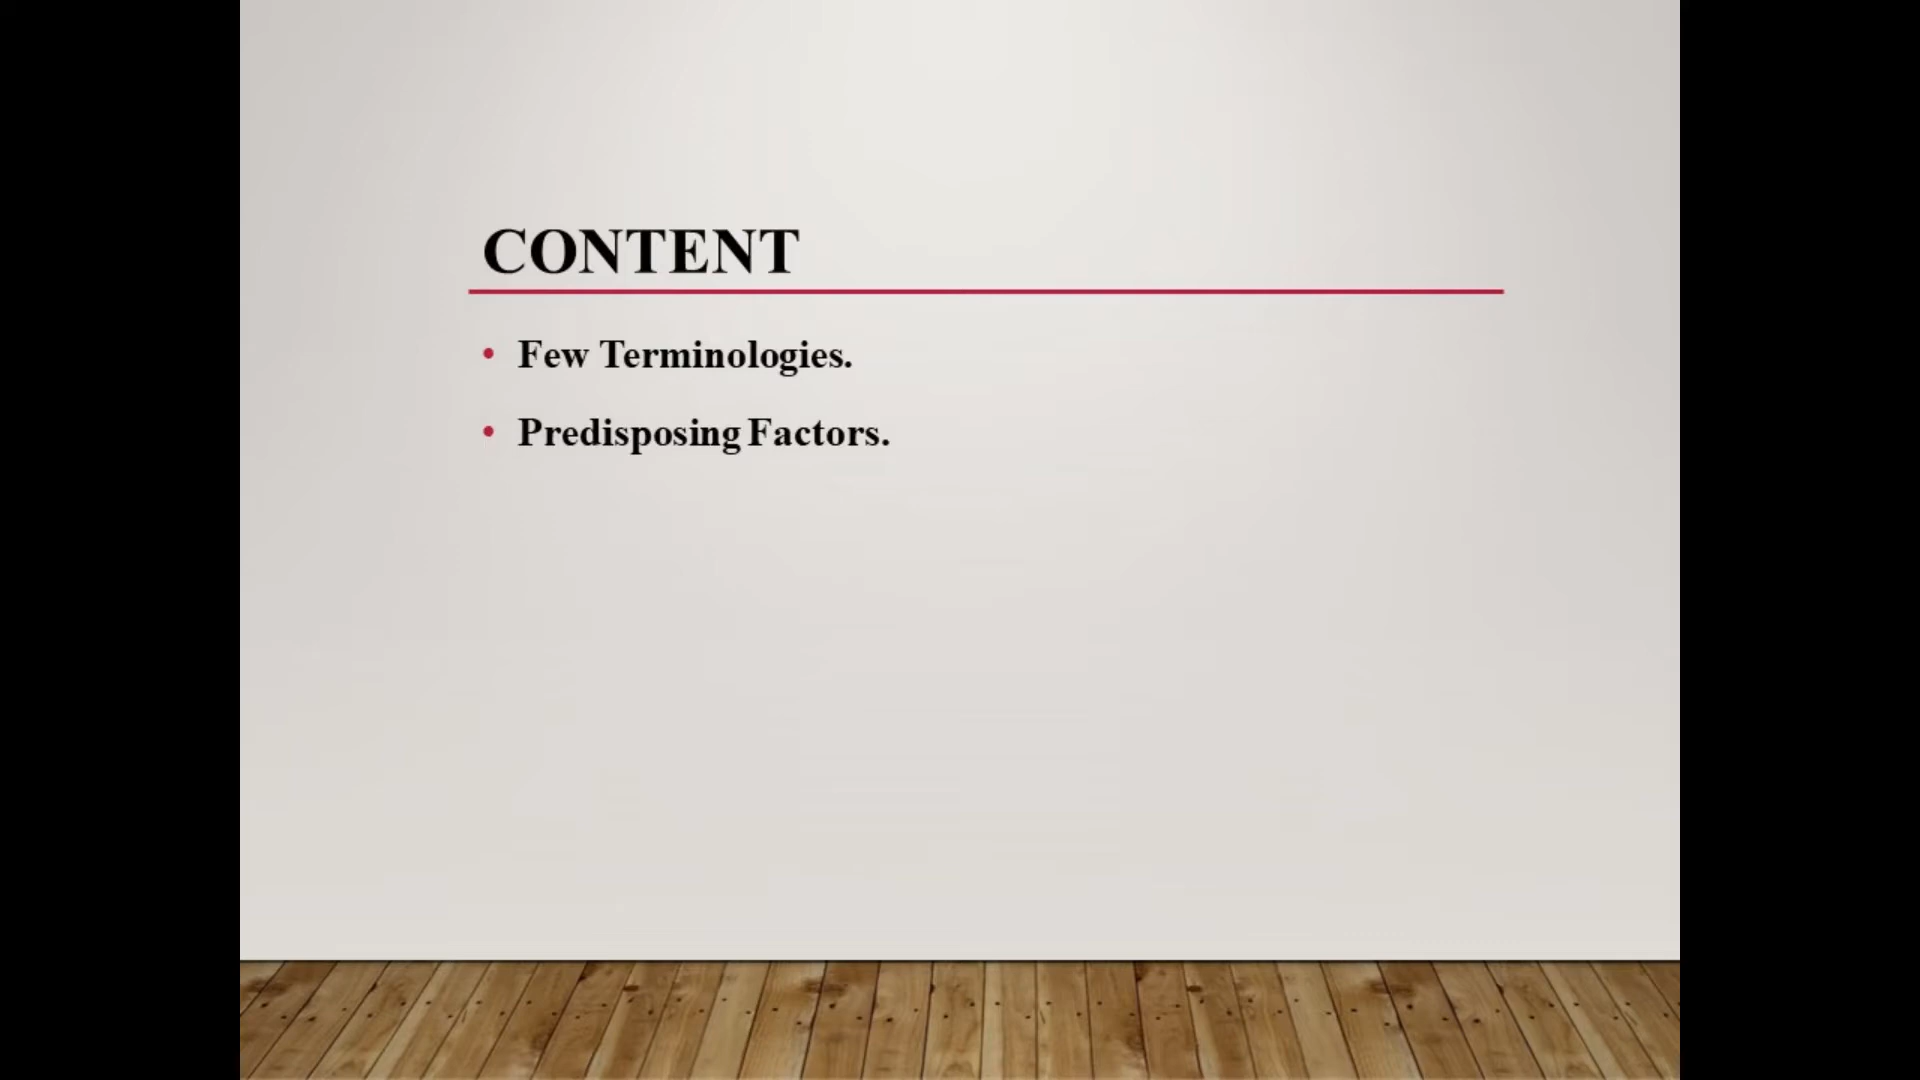 CONTENT
• Few Terminologies.
• Predisposing Factors.